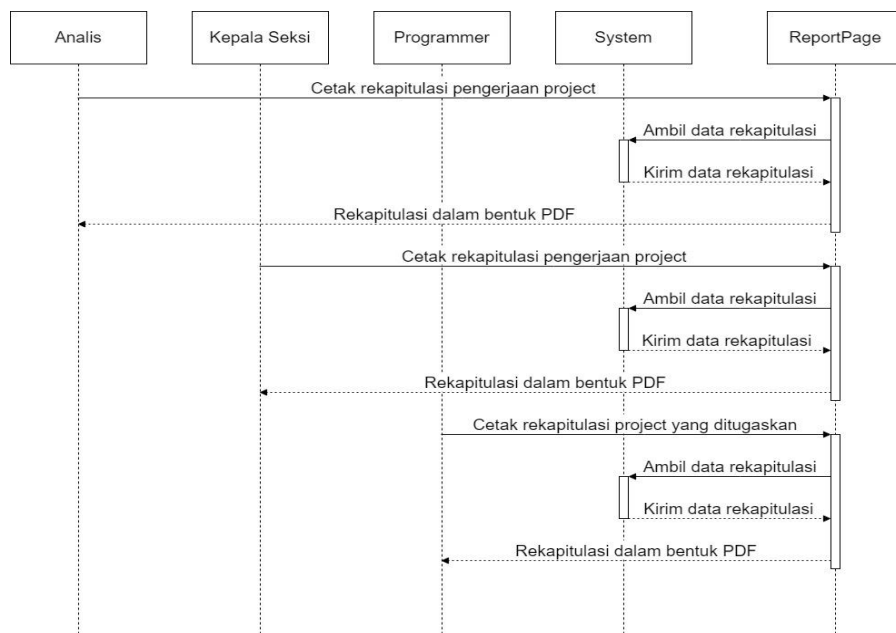 Analis
Kepala Seksi
Programmer
System
ReportPage
Cetak rekapitulasi pengerjaan project
Ambil data rekapitulasi
Kirim data rekapitulasi
Rekapitulasi dalam bentuk PDF
Cetak rekapitulasi pengerjaan project
Ambil data rekapitulasi
Kirim data rekapitulasi
Rekapitulasi dalam bentuk PDF
Cetak rekapitulasi project yang ditugaskan
Ambil data rekapitulasi
Kirim data rekapitulasi
Rekapitulasi dalam bentuk PDF